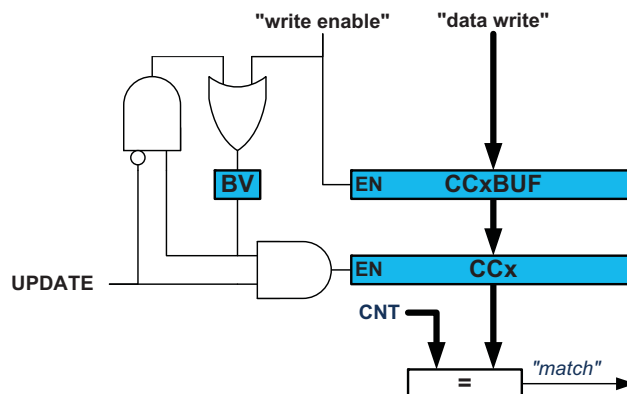 "write enable" "data write"
BV EN CCxBUF
UPDATE EN CCx
CNT
= "match"